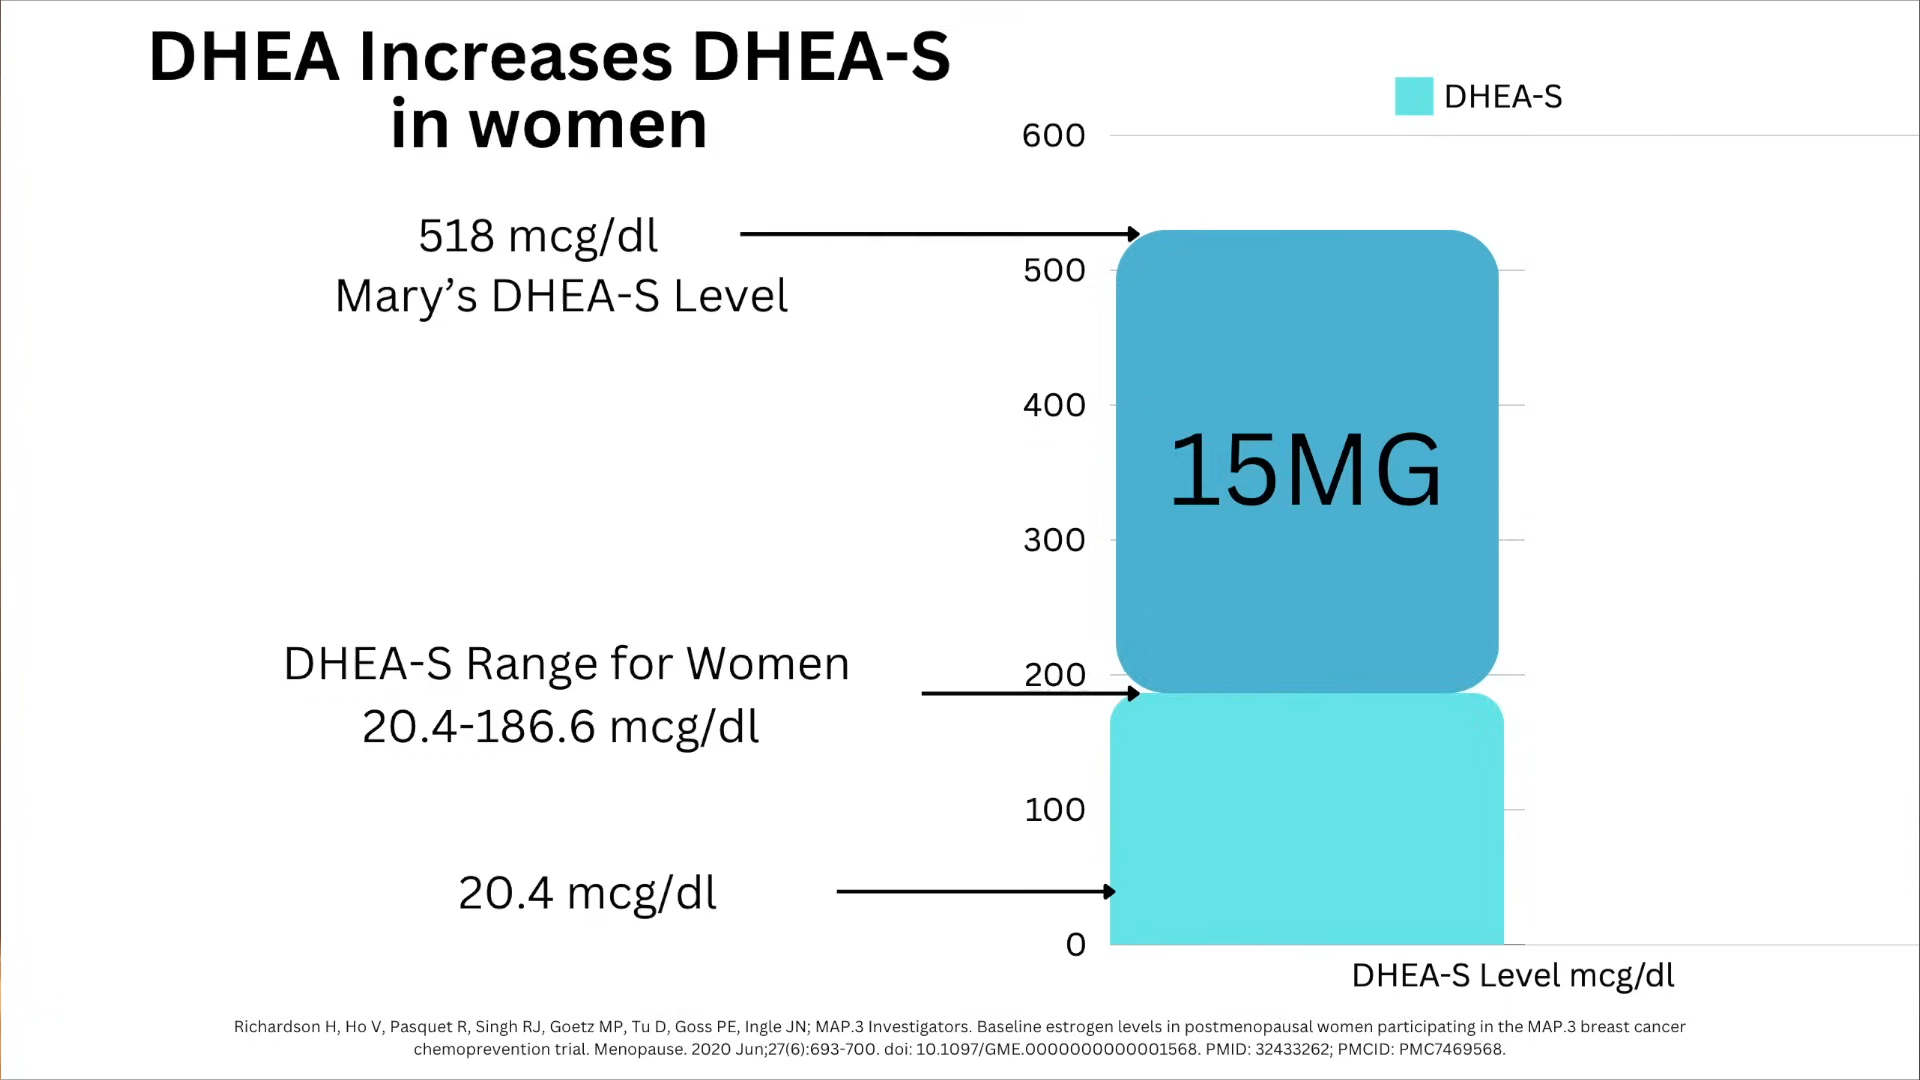 DHEA Increases DHEA-S
in women
DHEA-S
600
518 mcg/dl
Mary’s DHEA-S Level
500
400
15MG
300
DHEA-S Range for Women
20.4-186.6 mcg/dl
200
100
20.4 mcg/dl
0
DHEA-S Level mcg/dl
Richardson H, Ho V, Pasquet R, Singh RJ, Goetz MP, Tu D, Goss PE, Ingle JN; MAP.3 Investigators. Baseline estrogen levels in postmenopausal women participating in the MAP.3 breast cancer
chemoprevention trial. Menopause. 2020 Jun;27(6):693-700. doi: 10.1097/GME.0000000000001568. PMID: 32433262; PMCID: PMC7469568.